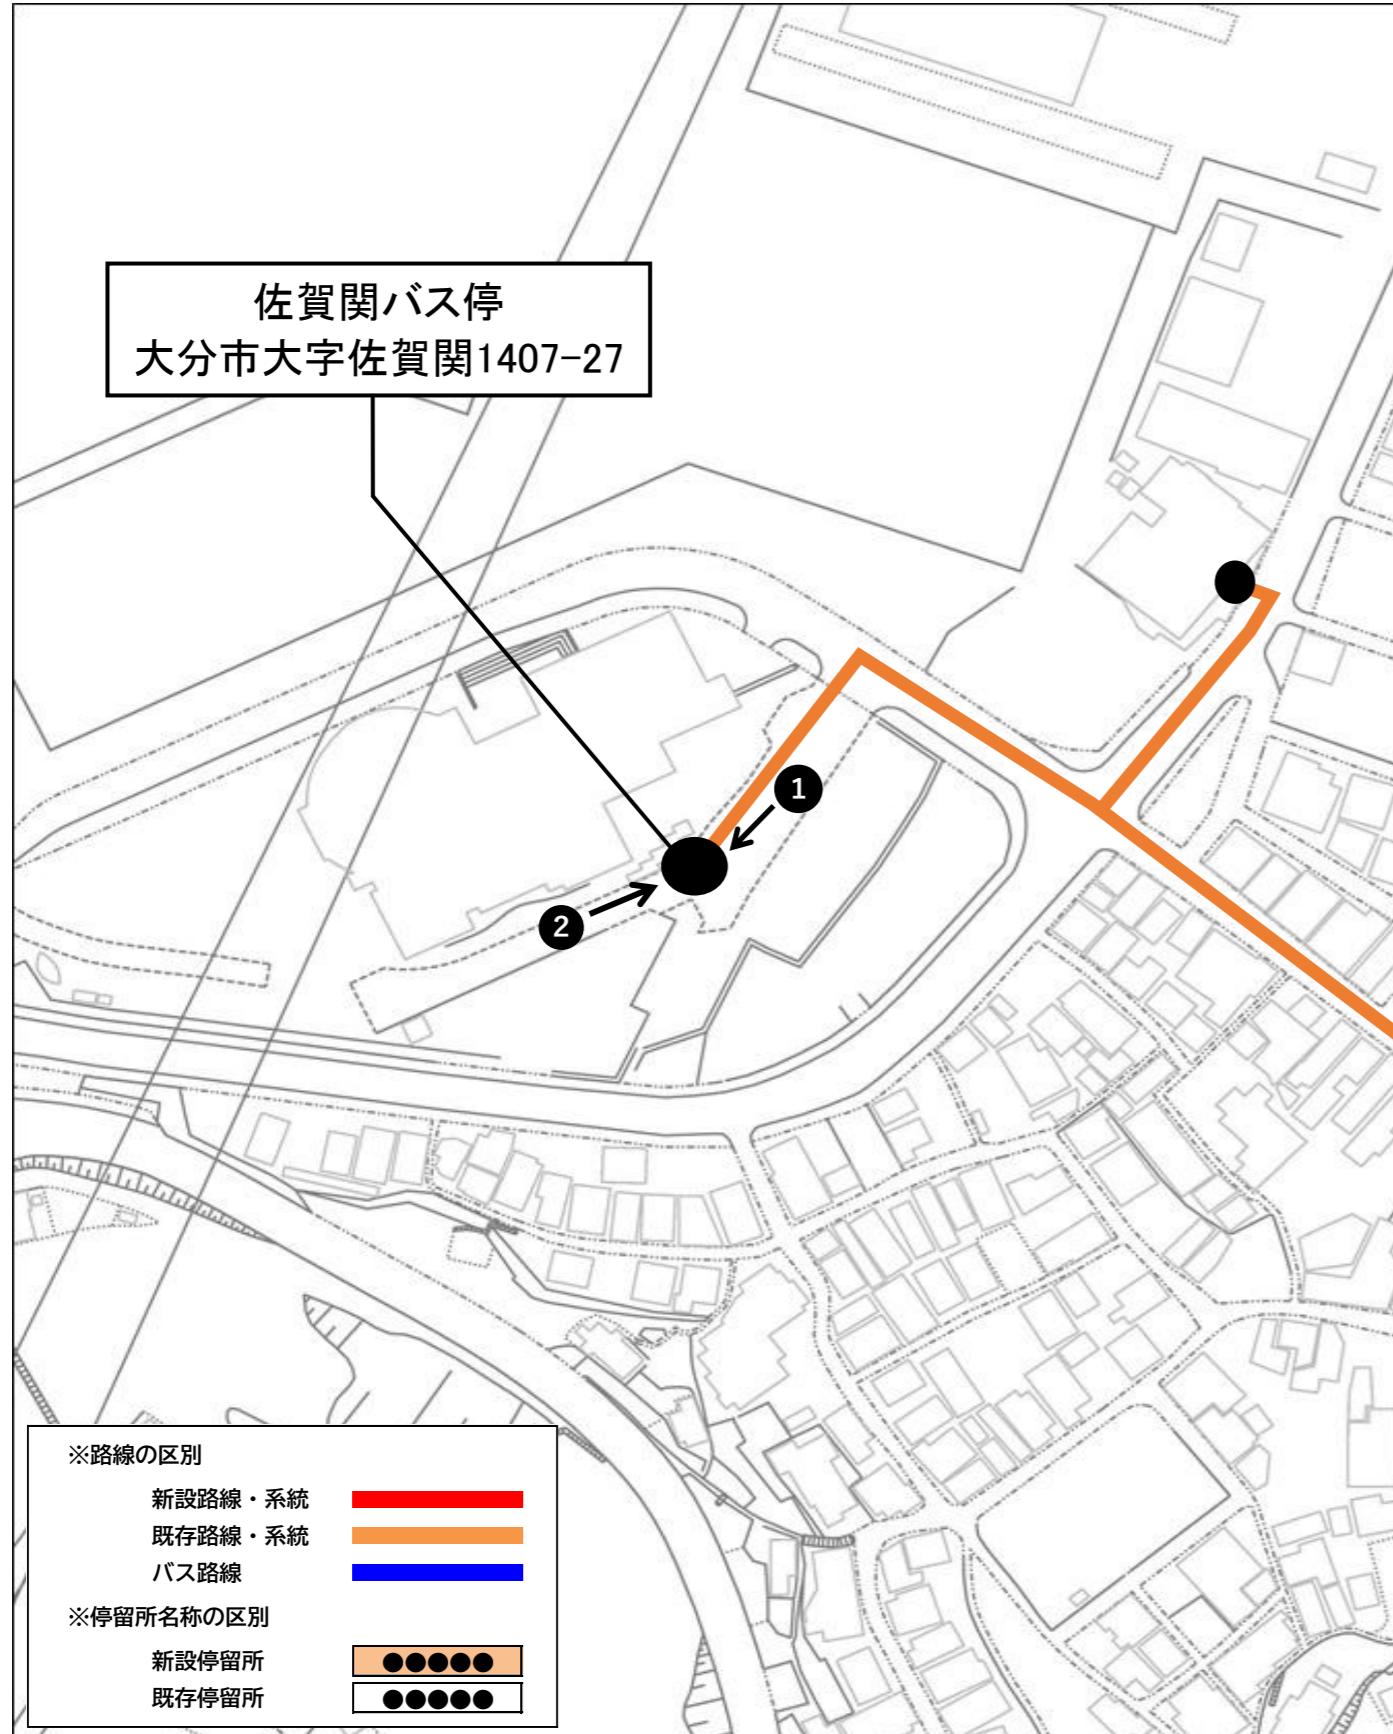 佐賀関バス停
大分市大字佐賀関1407-27
1
2
※路線の区別
新設路線・系統
既存路線・系統
バス路線
※停留所名称の区別
新設停留所
●●●●●
既存停留所
●●●●●